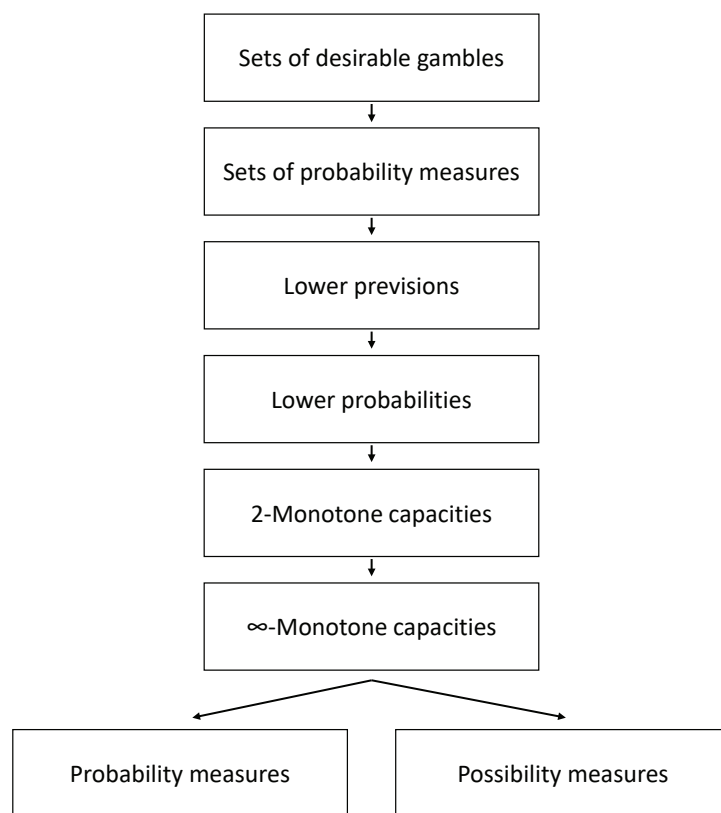 Sets of desirable gambles
Sets of probability measures
Lower previsions
Lower probabilities
2-Monotone capacities
∞-Monotone capacities
Probability measures
Possibility measures